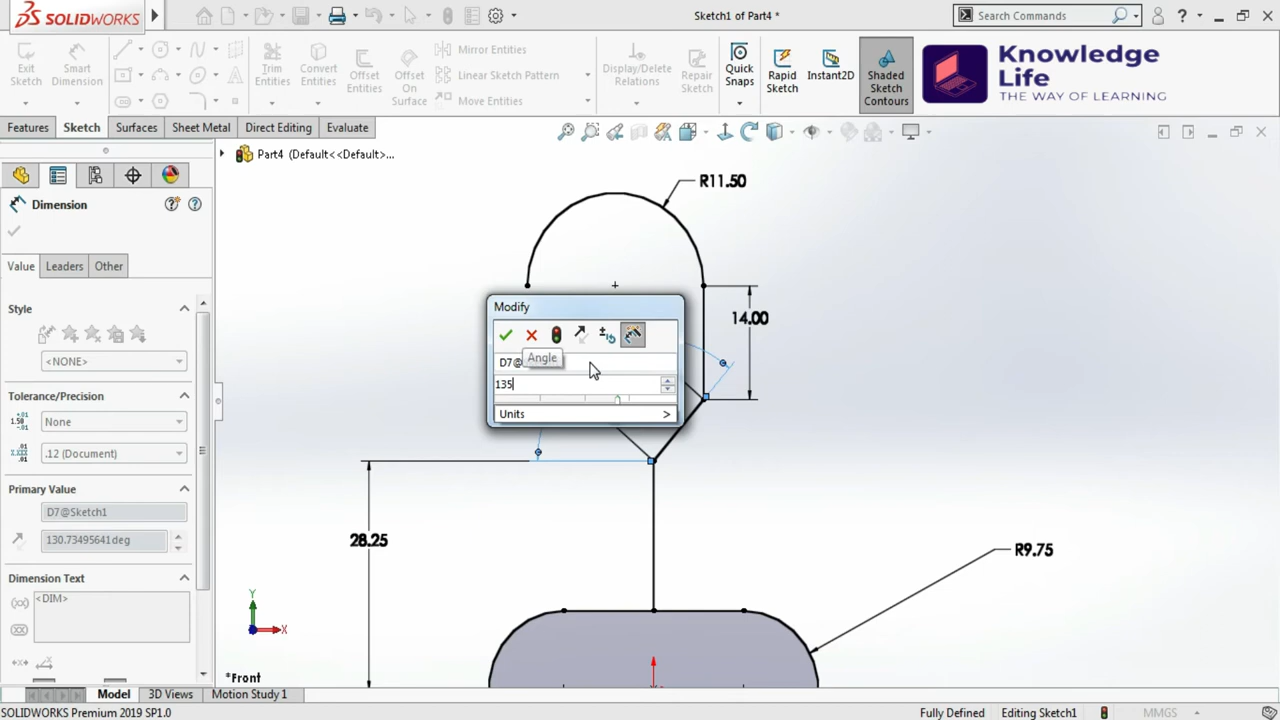 SOLIDWORKS
Sketch1 of Part4 *
Search Commands
?
Exit Sketch
Smart Dimension
Trim Entities
Convert Entities
Offset Entities
Offset On Surface
Mirror Entities
Linear Sketch Pattern
Move Entities
Display/Delete Relations
Repair Sketch
Quick Snaps
Rapid Sketch
Instant2D
Shaded Sketch Contours
Knowledge
Life
THE WAY OF LEARNING
Features
Sketch
Surfaces
Sheet Metal
Direct Editing
Evaluate
Part4 (Default<<Default>...
Dimension
Value
Leaders
Other
Style
<NONE>
Tolerance/Precision
None
.12 (Document)
Primary Value
D7@Sketch1
130.73495641deg
Dimension Text
<DIM>
R11.50
14.00
28.25
R9.75
Modify
D7@
Angle
135
Units
>
Y
X
*Front
Model
3D Views
Motion Study 1
SOLIDWORKS Premium 2019 SP1.0
Fully Defined
Editing Sketch1
MMGS